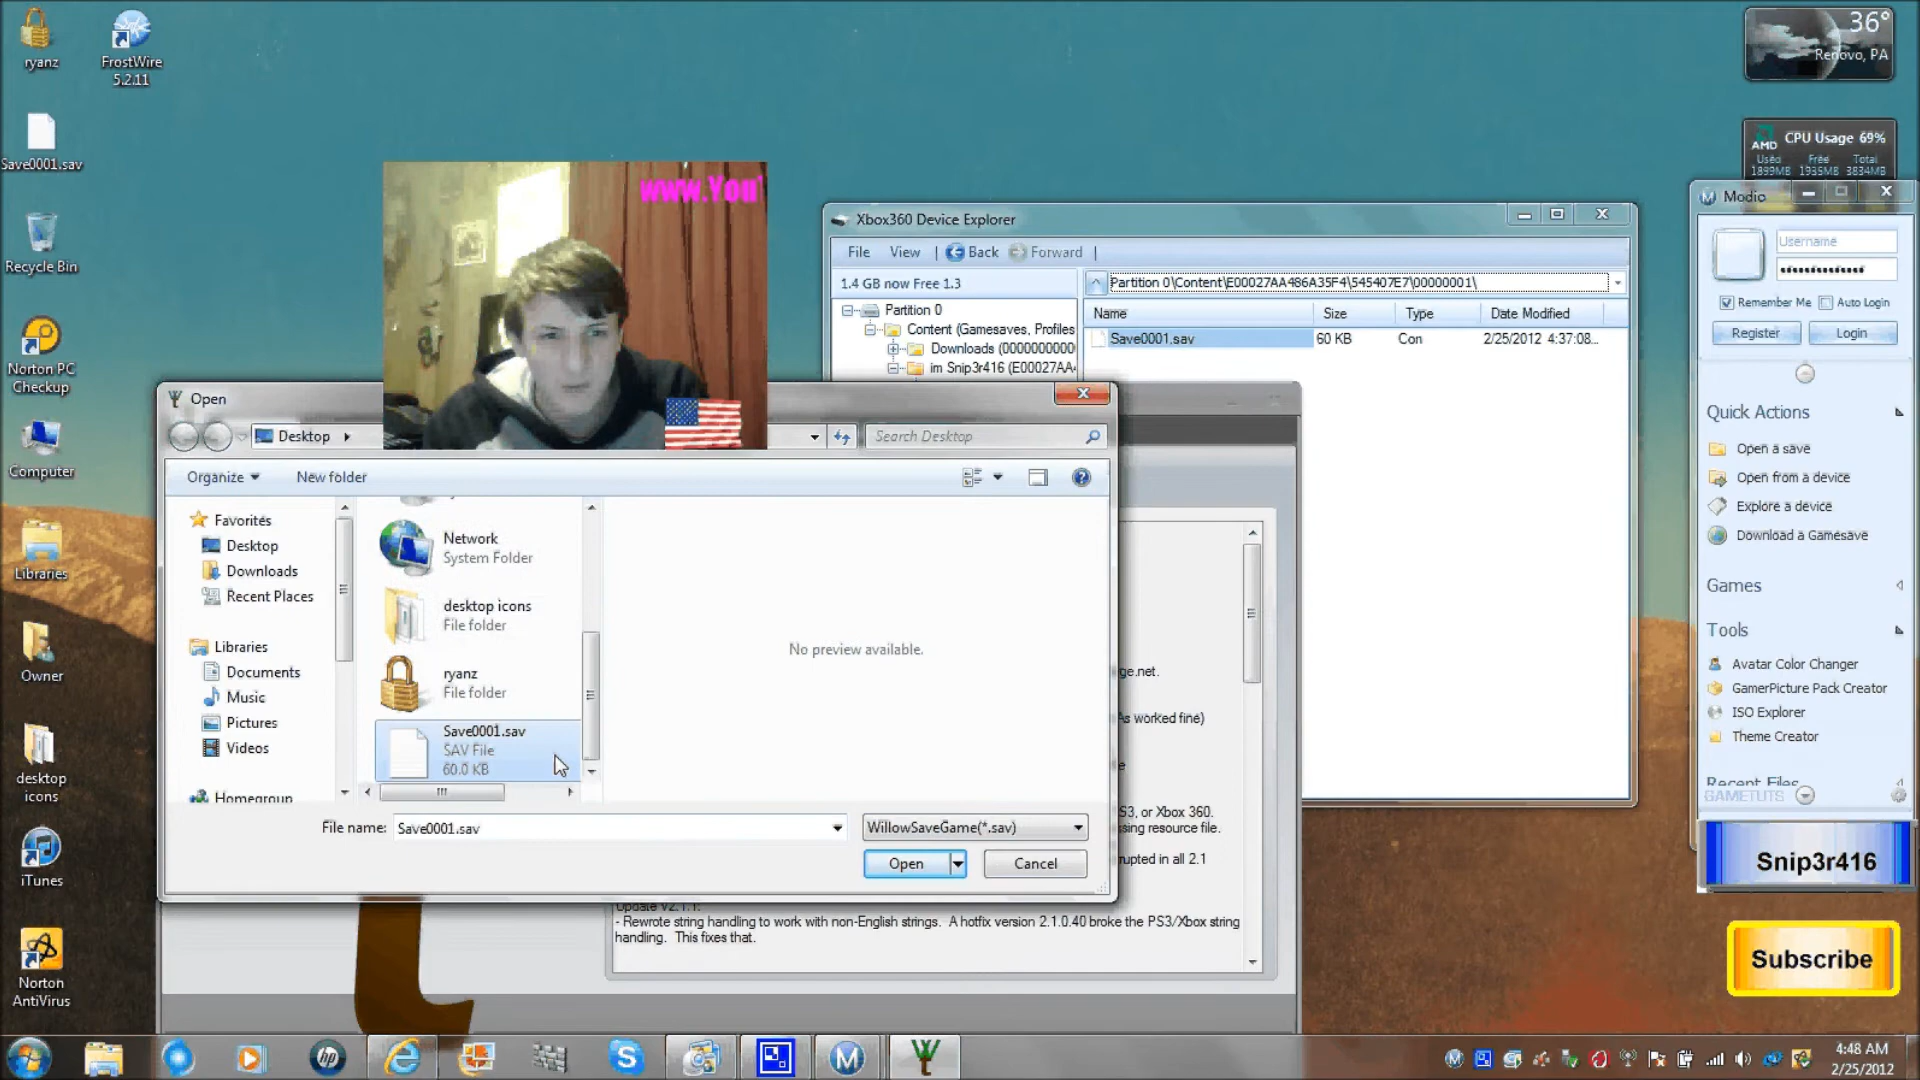 ryanz
FrostWire
5.2.11
Save0001.sav
Recycle Bin
Norton PC
Checkup
Computer
Libraries
Owner
desktop
icons
iTunes
Norton
AntiVirus
36°
Renovo, PA
AMD
CPU Usage 69%
Used Free Total
1899MB 1935MB 3834MB
www.You
Xbox360 Device Explorer
File View | Back Forward |
1.4 GB now Free 1.3
Partition 0\Content\E00027AA486A35F4\545407E7\00000001\
Partition 0
Content (Gamesaves, Profiles
Downloads (0000000000
im Snip3r416 (E00027AA
Name Size Type Date Modified
Save0001.sav 60 KB Con 2/25/2012 4:37:08...
Modio
Username
Remember Me Auto Login
Register Login
Quick Actions
Open a save
Open from a device
Explore a device
Download a Gamesave
Games
Tools
Avatar Color Changer
GamerPicture Pack Creator
ISO Explorer
Theme Creator
Recent Files
GAMETUTS
Snip3r416
Subscribe
Open
Desktop
Search Desktop
Organize New folder
Favorites
Desktop
Downloads
Recent Places
Libraries
Documents
Music
Pictures
Videos
Homegroup
Network
System Folder
desktop icons
File folder
ryanz
File folder
Save0001.sav
SAV File
60.0 KB
No preview available.
File name: Save0001.sav
WillowSaveGame(*.sav)
Open Cancel
ge.net.
As worked fine)
e
S3, or Xbox 360.
sing resource file.
rupted in all 2.1
Update V2.1.1:
- Rewrote string handling to work with non-English strings. A hotfix version 2.1.0.40 broke the PS3/Xbox string
handling. This fixes that.
4:48 AM
2/25/2012